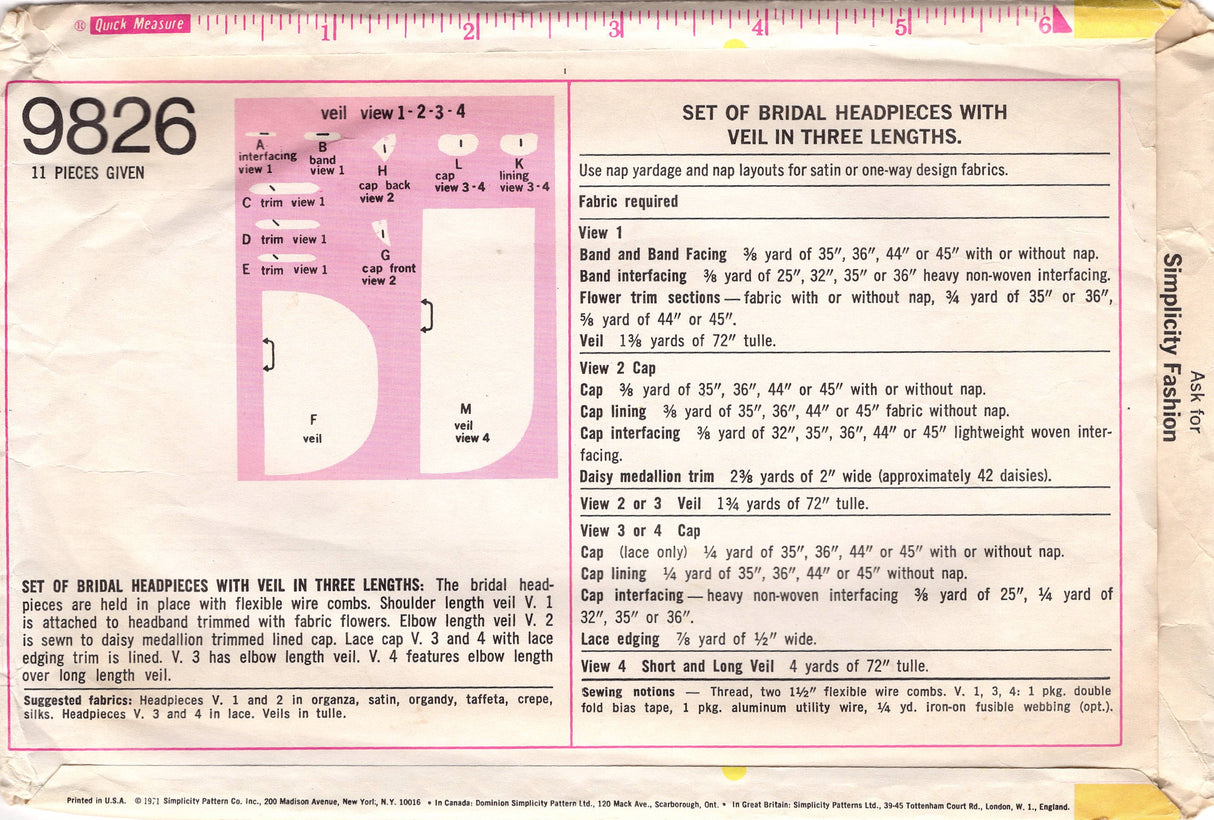 Quick Measure
1 2 3 4 5 6
9826
11 PIECES GIVEN
veil view 1-2-3-4
A
interfacing
view 1
B
band
view 1
H
cap back
view 2
L
cap
view 3-4
K
lining
view 3-4
C trim view 1
D trim view 1
E trim view 1
G
cap front
view 2
F
veil
M
veil
view 4
SET OF BRIDAL HEADPIECES WITH VEIL IN THREE LENGTHS: The bridal head-
pieces are held in place with flexible wire combs. Shoulder length veil V. 1
is attached to headband trimmed with fabric flowers. Elbow length veil V. 2
is sewn to daisy medallion trimmed lined cap. Lace cap V. 3 and 4 with lace
edging trim is lined. V. 3 has elbow length veil. V. 4 features elbow length
over long length veil.
Suggested fabrics: Headpieces V. 1 and 2 in organza, satin, organdy, taffeta, crepe,
silks. Headpieces V. 3 and 4 in lace. Veils in tulle.
SET OF BRIDAL HEADPIECES WITH
VEIL IN THREE LENGTHS.
Use nap yardage and nap layouts for satin or one-way design fabrics.
Fabric required
View 1
Band and Band Facing ⅜ yard of 35″, 36″, 44″ or 45″ with or without nap.
Band interfacing ⅜ yard of 25″, 32″, 35″ or 36″ heavy non-woven interfacing.
Flower trim sections — fabric with or without nap, ¾ yard of 35″ or 36″,
⅝ yard of 44″ or 45″.
Veil 1⅜ yards of 72″ tulle.
View 2 Cap
Cap ⅜ yard of 35″, 36″, 44″ or 45″ with or without nap.
Cap lining ⅜ yard of 35″, 36″, 44″ or 45″ fabric without nap.
Cap interfacing ⅜ yard of 32″, 35″, 36″, 44″ or 45″ lightweight woven inter-
facing.
Daisy medallion trim 2⅜ yards of 2″ wide (approximately 42 daisies).
View 2 or 3 Veil 1¾ yards of 72″ tulle.
View 3 or 4 Cap
Cap (lace only) ¼ yard of 35″, 36″, 44″ or 45″ with or without nap.
Cap lining ¼ yard of 35″, 36″, 44″ or 45″ without nap.
Cap interfacing — heavy non-woven interfacing ⅜ yard of 25″, ¼ yard of
32″, 35″ or 36″.
Lace edging ⅞ yard of ½″ wide.
View 4 Short and Long Veil 4 yards of 72″ tulle.
Sewing notions — Thread, two 1½″ flexible wire combs. V. 1, 3, 4: 1 pkg. double
fold bias tape, 1 pkg. aluminum utility wire, ¼ yd. iron-on fusible webbing (opt.).
Ask for
Simplicity Fashion
Printed in U.S.A. © 1971 Simplicity Pattern Co. Inc., 200 Madison Avenue, New York, N.Y. 10016 • In Canada: Dominion Simplicity Pattern Ltd., 120 Mack Ave., Scarborough, Ont. • In Great Britain: Simplicity Patterns Ltd., 39-45 Tottenham Court Rd., London, W. 1., England.